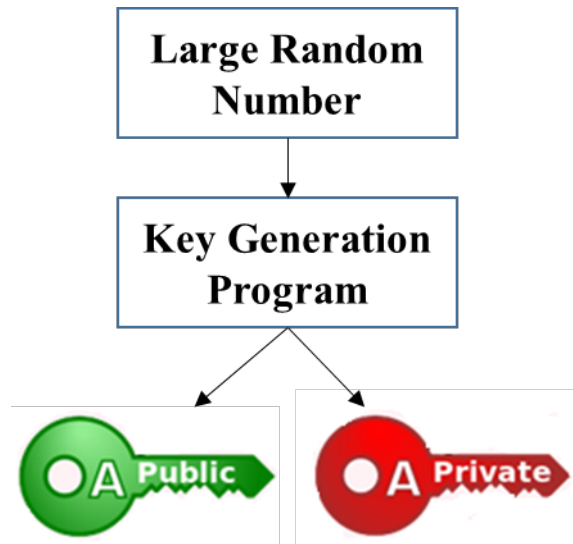 Large Random
Number
Key Generation
Program
A Public
A Private